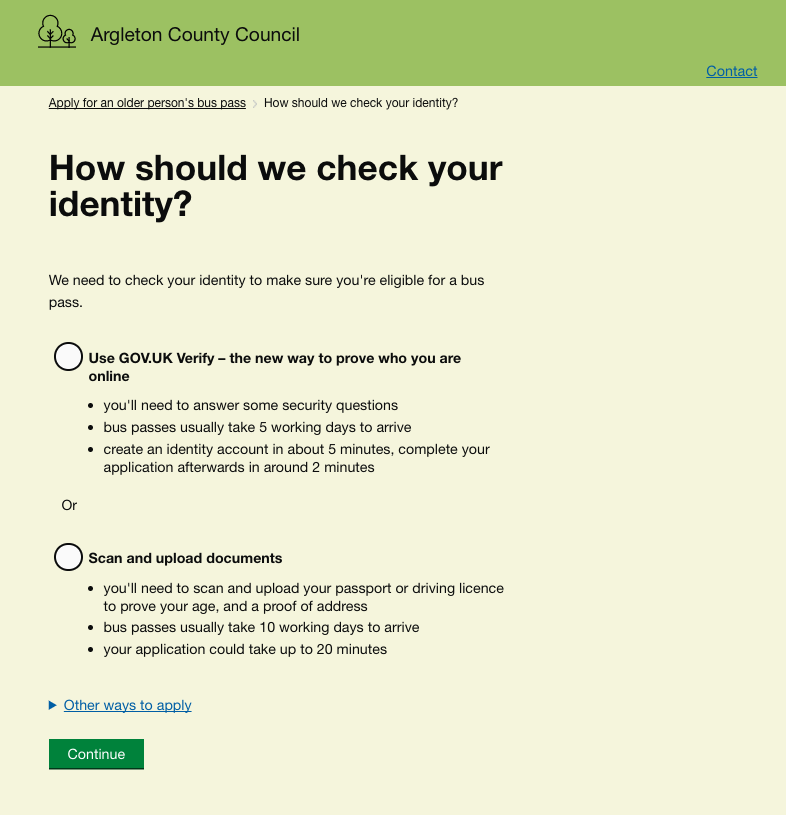 Argleton County Council
Contact
Apply for an older person's bus pass > How should we check your identity?
How should we check your
identity?
We need to check your identity to make sure you're eligible for a bus
pass.
Use GOV.UK Verify – the new way to prove who you are
online
• you'll need to answer some security questions
• bus passes usually take 5 working days to arrive
• create an identity account in about 5 minutes, complete your
application afterwards in around 2 minutes
Or
Scan and upload documents
• you'll need to scan and upload your passport or driving licence
to prove your age, and a proof of address
• bus passes usually take 10 working days to arrive
• your application could take up to 20 minutes
Other ways to apply
Continue